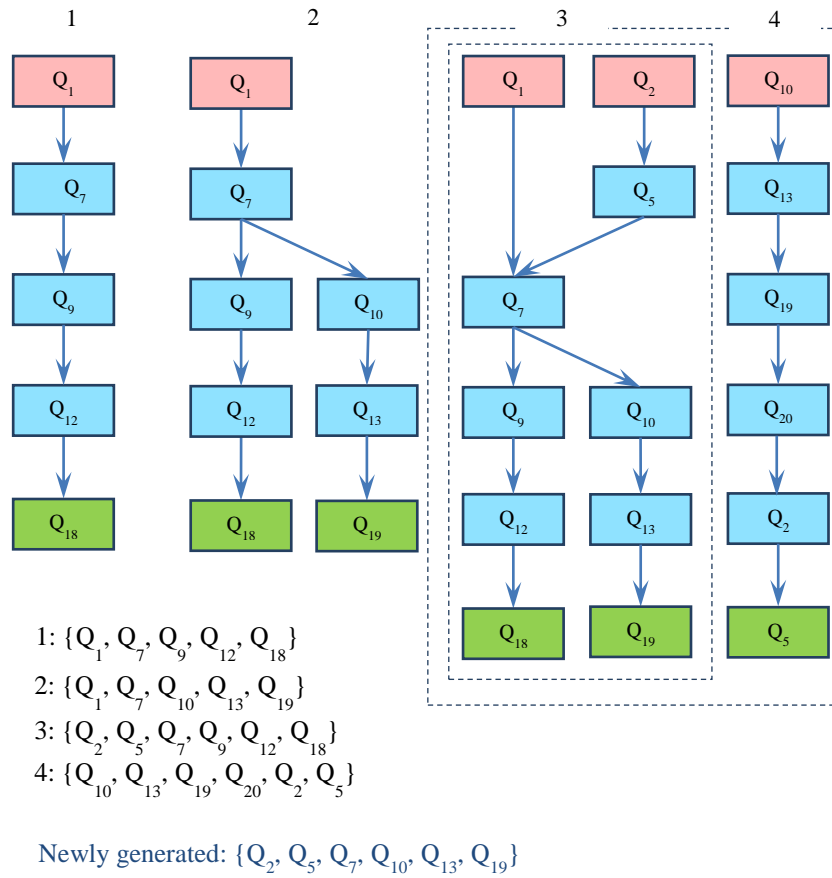 1 2 3 4
Q₁ Q₁ Q₁ Q₂ Q₁₀
Q₇ Q₇ Q₅ Q₁₃
Q₉ Q₉ Q₁₀ Q₇ Q₁₉
Q₁₂ Q₁₂ Q₁₃ Q₉ Q₁₀ Q₂₀
Q₁₈ Q₁₈ Q₁₉ Q₁₂ Q₁₃ Q₂
Q₁₈ Q₁₉ Q₅
1: {Q₁, Q₇, Q₉, Q₁₂, Q₁₈}
2: {Q₁, Q₇, Q₁₀, Q₁₃, Q₁₉}
3: {Q₂, Q₅, Q₇, Q₉, Q₁₂, Q₁₈}
4: {Q₁₀, Q₁₃, Q₁₉, Q₂₀, Q₂, Q₅}
Newly generated: {Q₂, Q₅, Q₇, Q₁₀, Q₁₃, Q₁₉}